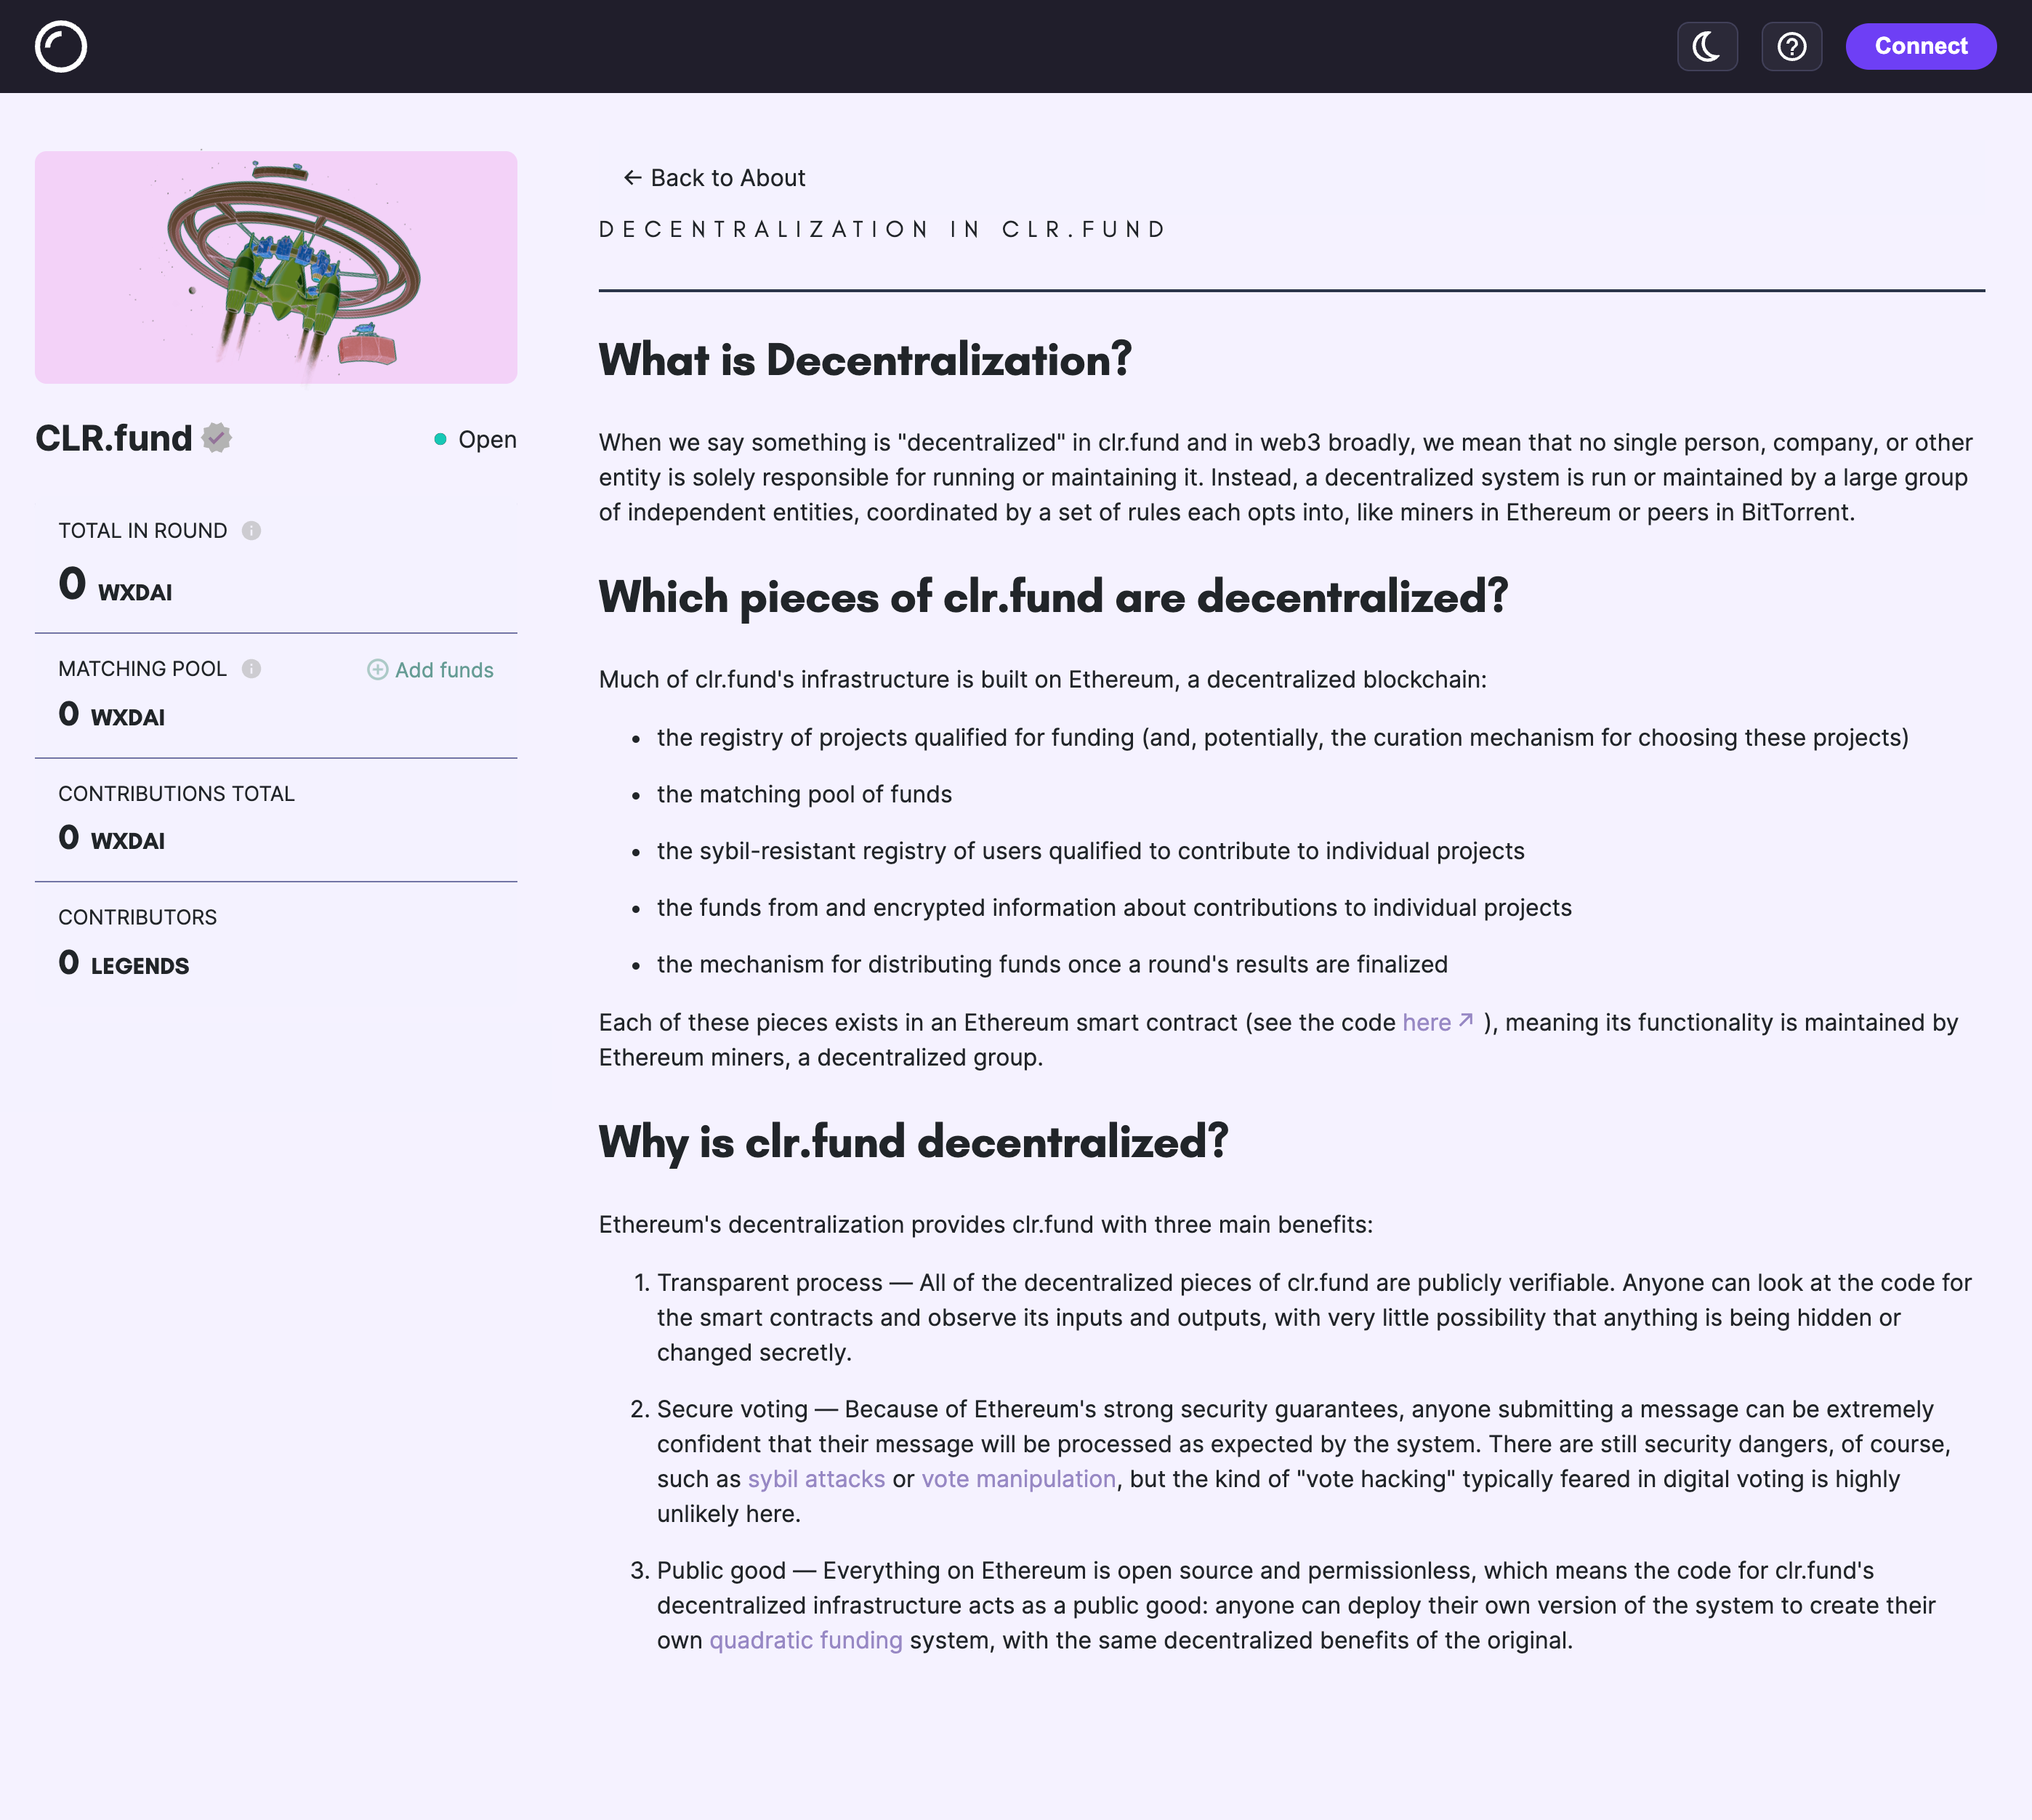 Connect
CLR.fund
Open
TOTAL IN ROUND
0 WXDAI
MATCHING POOL
Add funds
0 WXDAI
CONTRIBUTIONS TOTAL
0 WXDAI
CONTRIBUTORS
0 LEGENDS
← Back to About
DECENTRALIZATION IN CLR.FUND
What is Decentralization?
When we say something is "decentralized" in clr.fund and in web3 broadly, we mean that no single person, company, or other
entity is solely responsible for running or maintaining it. Instead, a decentralized system is run or maintained by a large group
of independent entities, coordinated by a set of rules each opts into, like miners in Ethereum or peers in BitTorrent.
Which pieces of clr.fund are decentralized?
Much of clr.fund's infrastructure is built on Ethereum, a decentralized blockchain:
• the registry of projects qualified for funding (and, potentially, the curation mechanism for choosing these projects)
• the matching pool of funds
• the sybil-resistant registry of users qualified to contribute to individual projects
• the funds from and encrypted information about contributions to individual projects
• the mechanism for distributing funds once a round's results are finalized
Each of these pieces exists in an Ethereum smart contract (see the code here ↗ ), meaning its functionality is maintained by
Ethereum miners, a decentralized group.
Why is clr.fund decentralized?
Ethereum's decentralization provides clr.fund with three main benefits:
1. Transparent process — All of the decentralized pieces of clr.fund are publicly verifiable. Anyone can look at the code for
the smart contracts and observe its inputs and outputs, with very little possibility that anything is being hidden or
changed secretly.
2. Secure voting — Because of Ethereum's strong security guarantees, anyone submitting a message can be extremely
confident that their message will be processed as expected by the system. There are still security dangers, of course,
such as sybil attacks or vote manipulation, but the kind of "vote hacking" typically feared in digital voting is highly
unlikely here.
3. Public good — Everything on Ethereum is open source and permissionless, which means the code for clr.fund's
decentralized infrastructure acts as a public good: anyone can deploy their own version of the system to create their
own quadratic funding system, with the same decentralized benefits of the original.